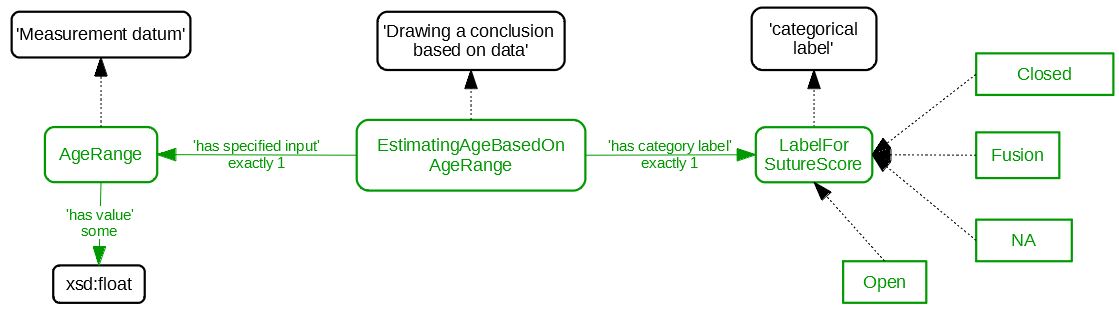 'Measurement datum'
'Drawing a conclusion
based on data'
'categorical
label'
Closed
AgeRange
'has specified input'
exactly 1
EstimatingAgeBasedOn
AgeRange
'has category label'
exactly 1
LabelFor
SutureScore
Fusion
'has value'
some
NA
xsd:float
Open